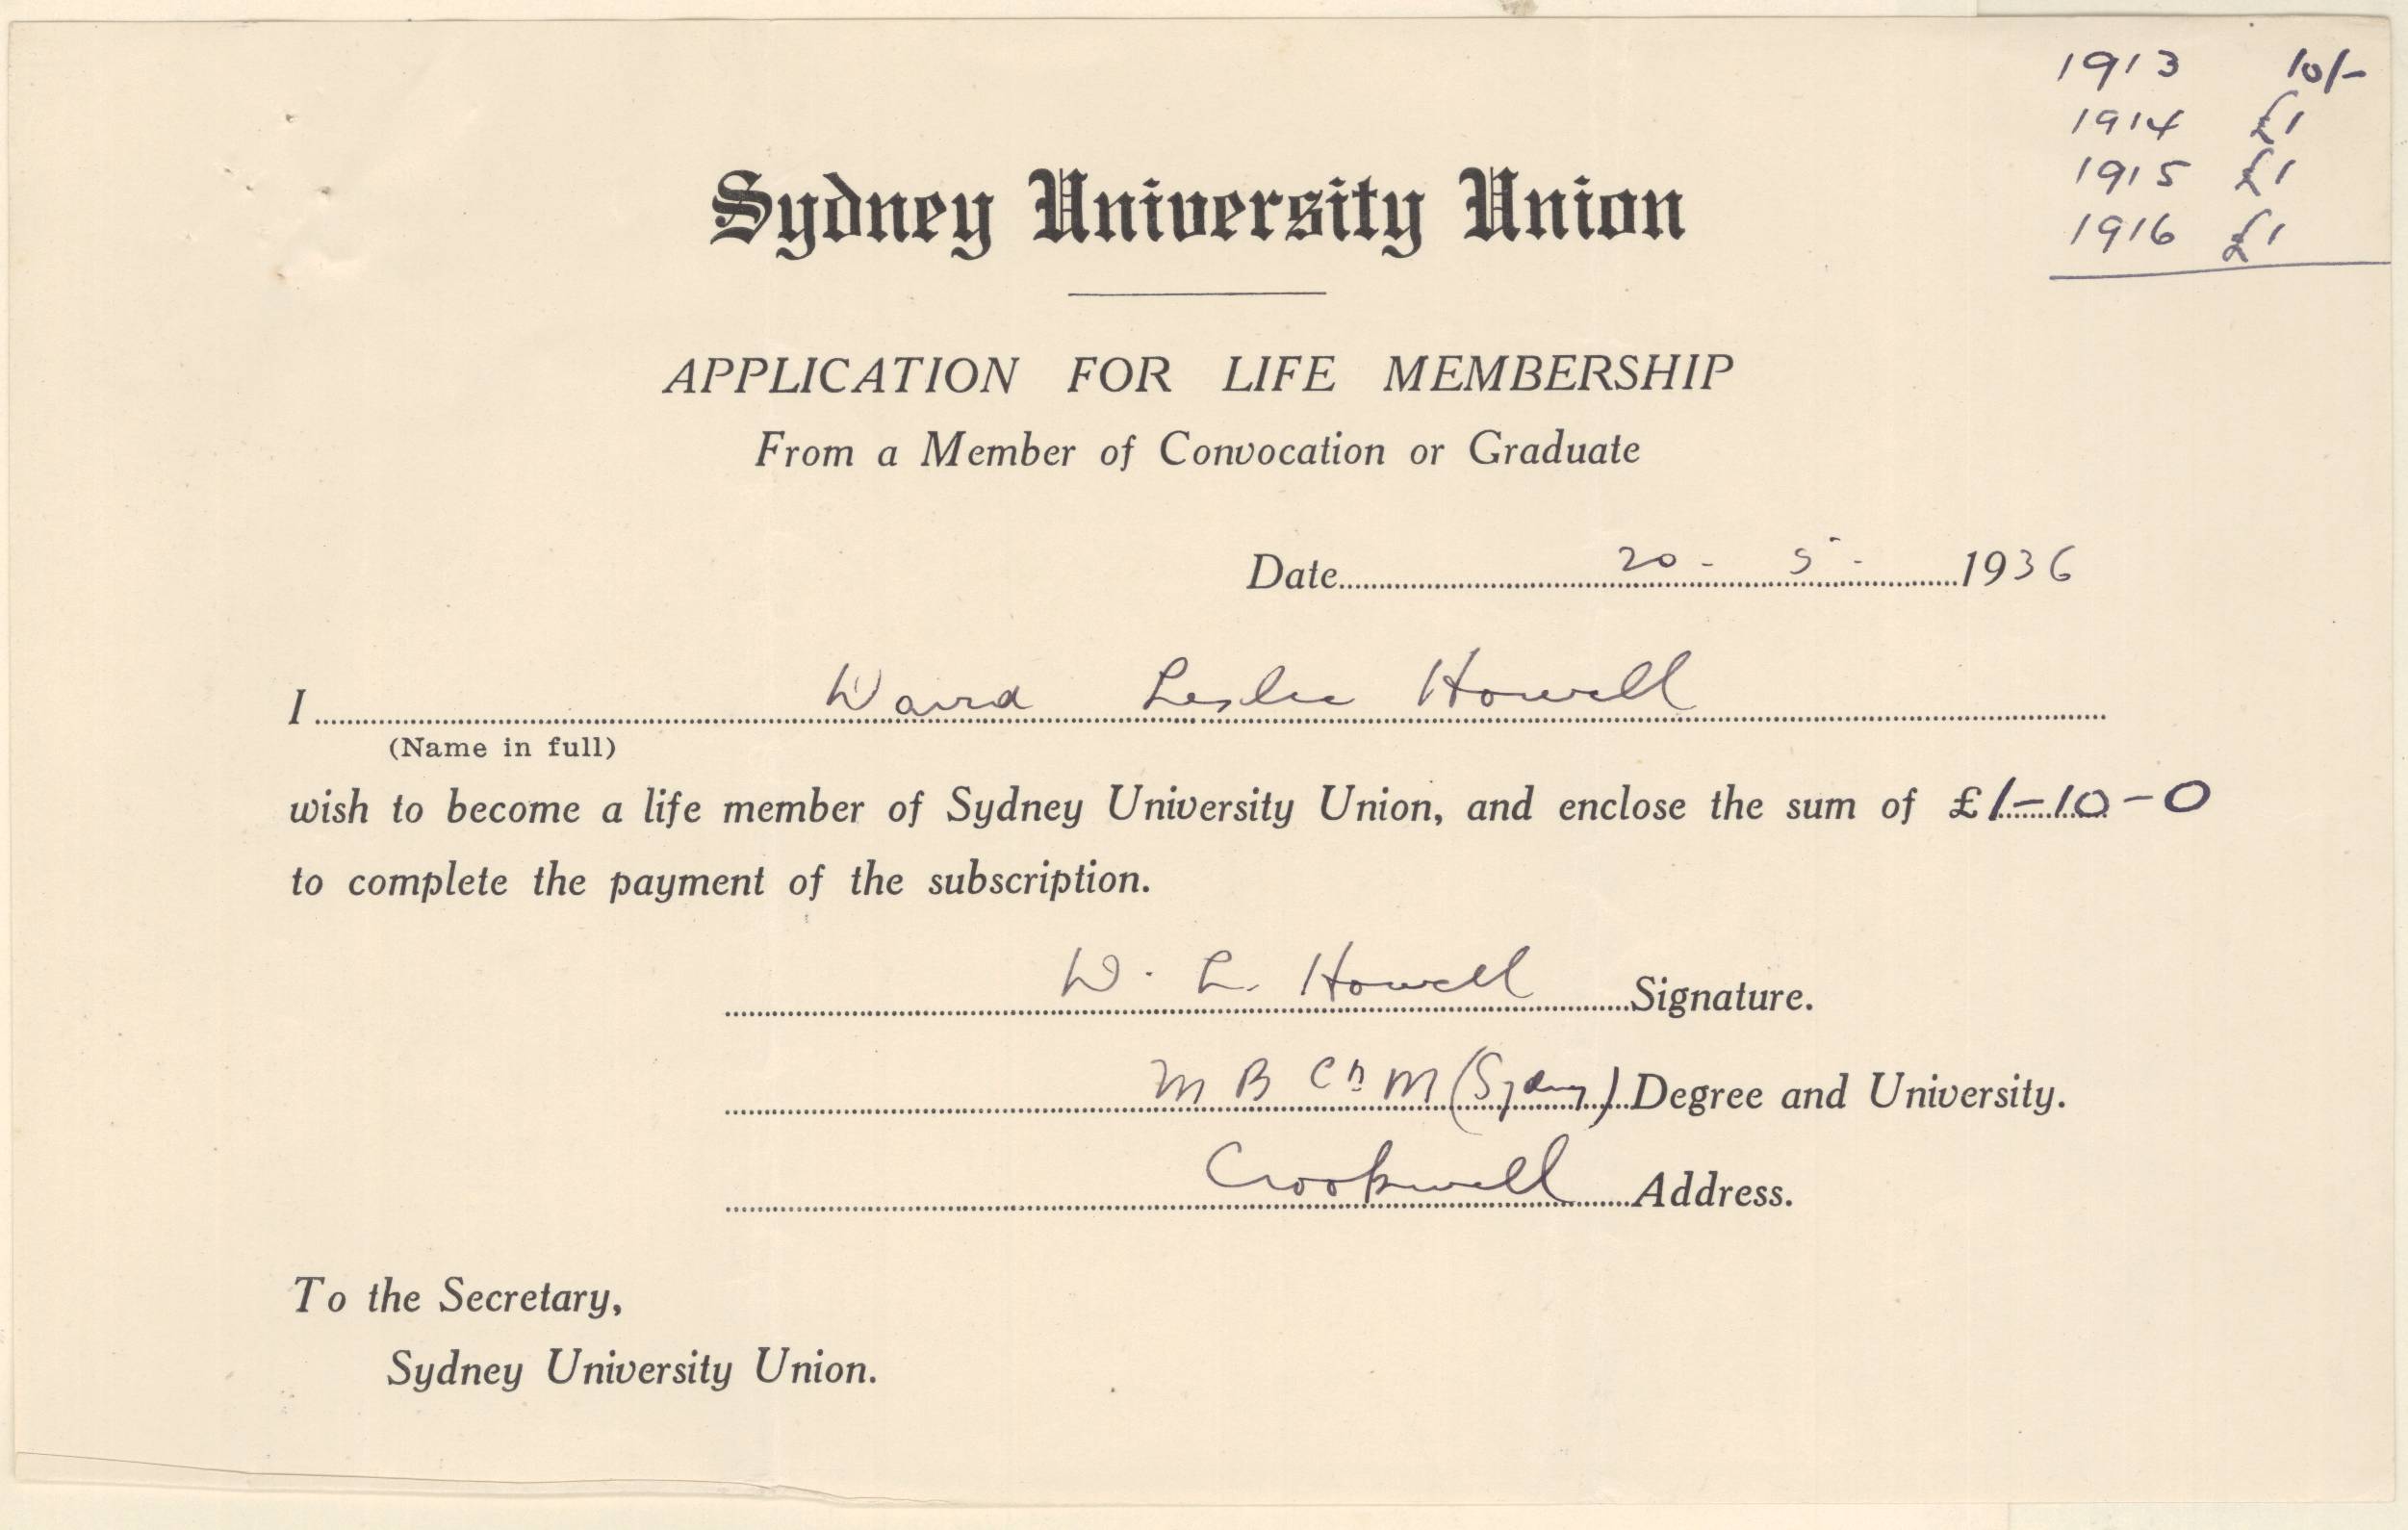 1913 10/-
1914 £1
1915 £1
1916 £1
Sydney University Union
APPLICATION FOR LIFE MEMBERSHIP
From a Member of Convocation or Graduate
Date 20 - 5 - 1936
I Leslie Howell
(Name in full)
wish to become a life member of Sydney University Union, and enclose the sum of £1-10-0
to complete the payment of the subscription.
W. L. Howell Signature.
M B Ch M (Sydney) Degree and University.
Crookwell Address.
To the Secretary,
Sydney University Union.